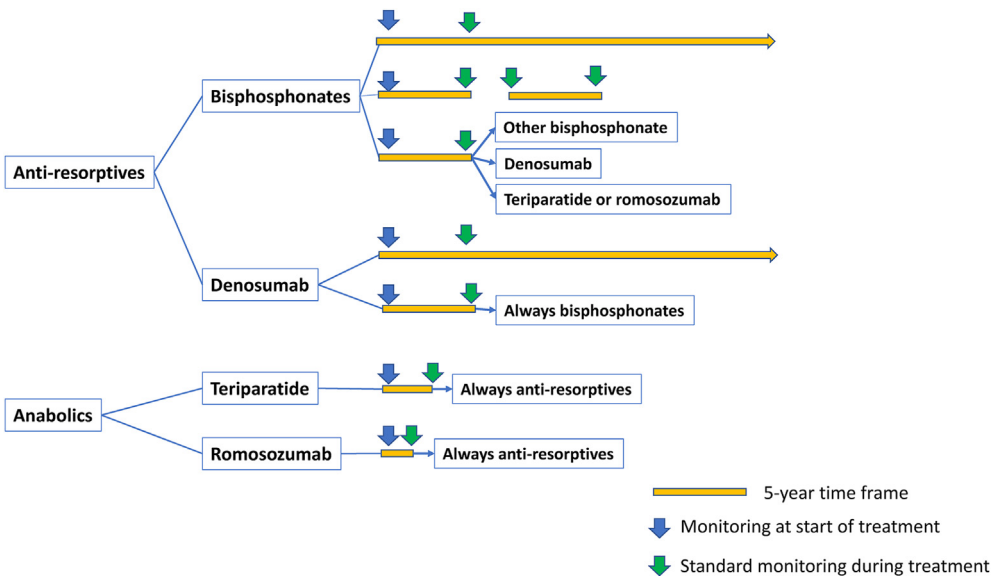 Bisphosphonates
Other bisphosphonate
Denosumab
Teriparatide or romosozumab
Anti-resorptives
Denosumab
Always bisphosphonates
Teriparatide
Always anti-resorptives
Anabolics
Romosozumab
Always anti-resorptives
5-year time frame
Monitoring at start of treatment
Standard monitoring during treatment